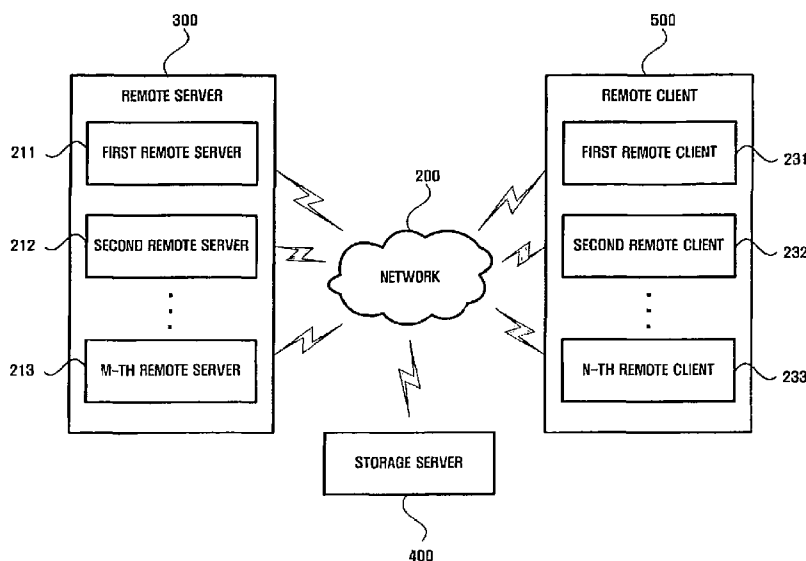 300
500
REMOTE SERVER
REMOTE CLIENT
211
FIRST REMOTE SERVER
FIRST REMOTE CLIENT
231
200
212
SECOND REMOTE SERVER
SECOND REMOTE CLIENT
232
NETWORK
213
M-TH REMOTE SERVER
N-TH REMOTE CLIENT
233
STORAGE SERVER
400